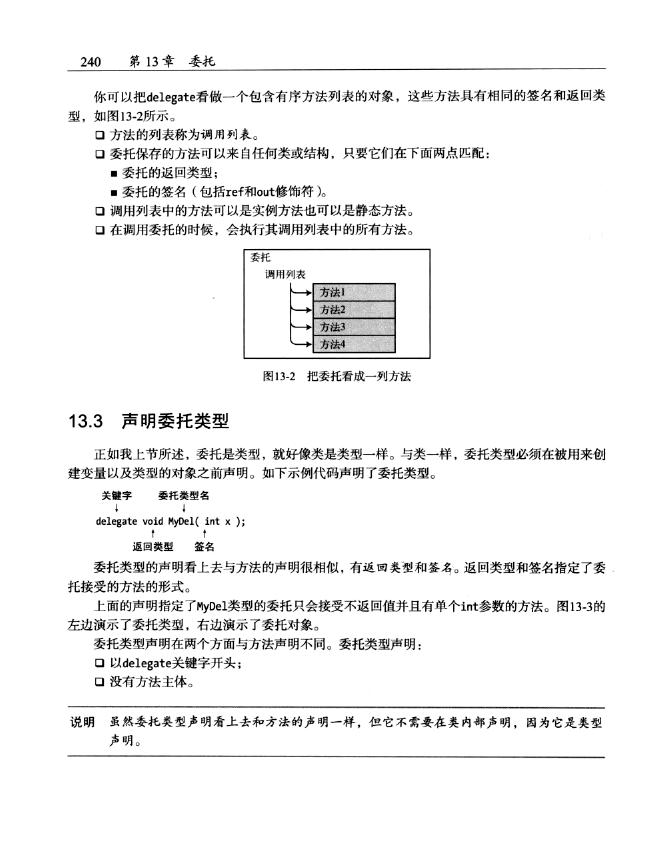 240 第13章 委托
你可以把delegate看做一个包含有序方法列表的对象，这些方法具有相同的签名和返回类
型，如图13-2所示。
❑ 方法的列表称为调用列表。
❑ 委托保存的方法可以来自任何类或结构，只要它们在下面两点匹配：
■ 委托的返回类型；
■ 委托的签名（包括ref和out修饰符）。
❑ 调用列表中的方法可以是实例方法也可以是静态方法。
❑ 在调用委托的时候，会执行其调用列表中的所有方法。
委托
调用列表
方法1
方法2
方法3
方法4
图13-2 把委托看成一列方法
13.3 声明委托类型
正如我上节所述，委托是类型，就好像类是类型一样。与类一样，委托类型必须在被用来创
建变量以及类型的对象之前声明。如下示例代码声明了委托类型。
关键字 委托类型名
↓ ↓
delegate void MyDel( int x );
↑ ↑
返回类型 签名
委托类型的声明看上去与方法的声明很相似，有返回类型和签名。返回类型和签名指定了委
托接受的方法的形式。
上面的声明指定了MyDel类型的委托只会接受不返回值并且有单个int参数的方法。图13-3的
左边演示了委托类型，右边演示了委托对象。
委托类型声明在两个方面与方法声明不同。委托类型声明：
❑ 以delegate关键字开头；
❑ 没有方法主体。
说明 虽然委托类型声明看上去和方法的声明一样，但它不需要在类内部声明，因为它是类型
声明。